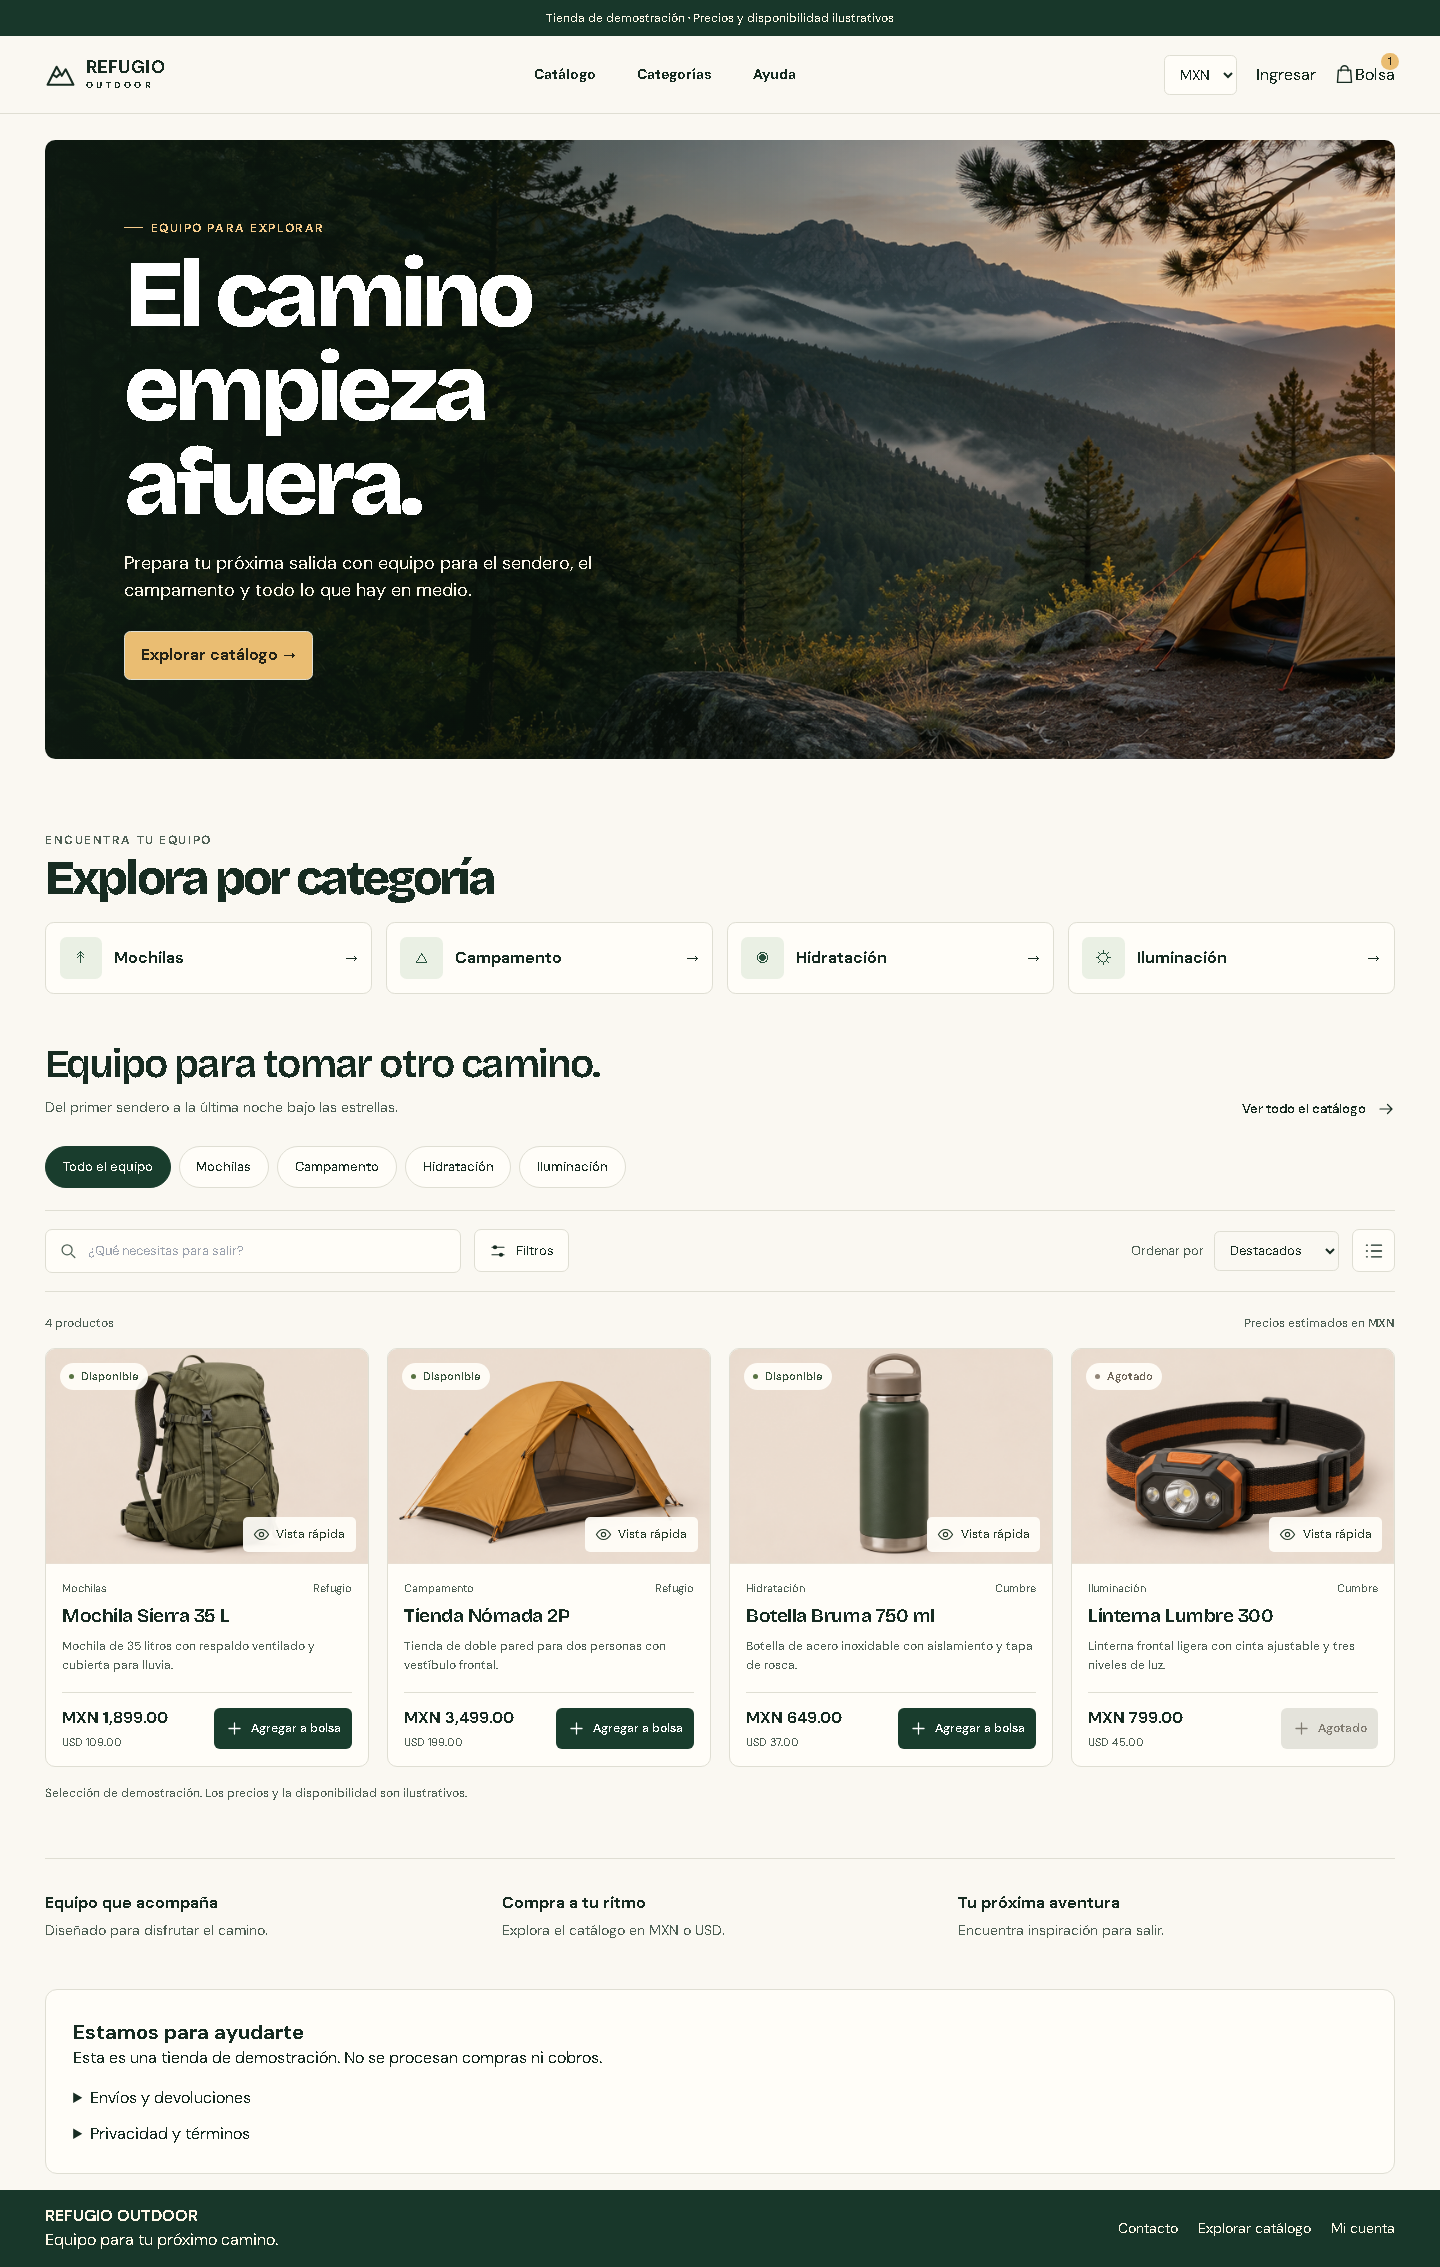 Tienda de demostración · Precios y disponibilidad ilustrativos
REFUGIO
OUTDOOR
Catálogo
Categorías
Ayuda
MXN
Ingresar
Bolsa
1
EQUIPO PARA EXPLORAR
El camino
empieza
afuera.
Prepara tu próxima salida con equipo para el sendero, el
campamento y todo lo que hay en medio.
Explorar catálogo →
ENCUENTRA TU EQUIPO
Explora por categoría
Mochilas →
Campamento →
Hidratación →
Iluminación →
Equipo para tomar otro camino.
Del primer sendero a la última noche bajo las estrellas.
Ver todo el catálogo →
Todo el equipo
Mochilas
Campamento
Hidratación
Iluminación
¿Qué necesitas para salir?
Filtros
Ordenar por
Destacados
4 productos
Precios estimados en MXN
Disponible
Vista rápida
Mochilas
Refugio
Mochila Sierra 35 L
Mochila de 35 litros con respaldo ventilado y
cubierta para lluvia.
MXN 1,899.00
USD 109.00
Agregar a bolsa
Disponible
Vista rápida
Campamento
Refugio
Tienda Nómada 2P
Tienda de doble pared para dos personas con
vestíbulo frontal.
MXN 3,499.00
USD 199.00
Agregar a bolsa
Disponible
Vista rápida
Hidratación
Cumbre
Botella Bruma 750 ml
Botella de acero inoxidable con aislamiento y tapa
de rosca.
MXN 649.00
USD 37.00
Agregar a bolsa
Agotado
Vista rápida
Iluminación
Cumbre
Linterna Lumbre 300
Linterna frontal ligera con cinta ajustable y tres
niveles de luz.
MXN 799.00
USD 45.00
Agotado
Selección de demostración. Los precios y la disponibilidad son ilustrativos.
Equipo que acompaña
Diseñado para disfrutar el camino.
Compra a tu ritmo
Explora el catálogo en MXN o USD.
Tu próxima aventura
Encuentra inspiración para salir.
Estamos para ayudarte
Esta es una tienda de demostración. No se procesan compras ni cobros.
Envíos y devoluciones
Privacidad y términos
REFUGIO OUTDOOR
Equipo para tu próximo camino.
Contacto
Explorar catálogo
Mi cuenta